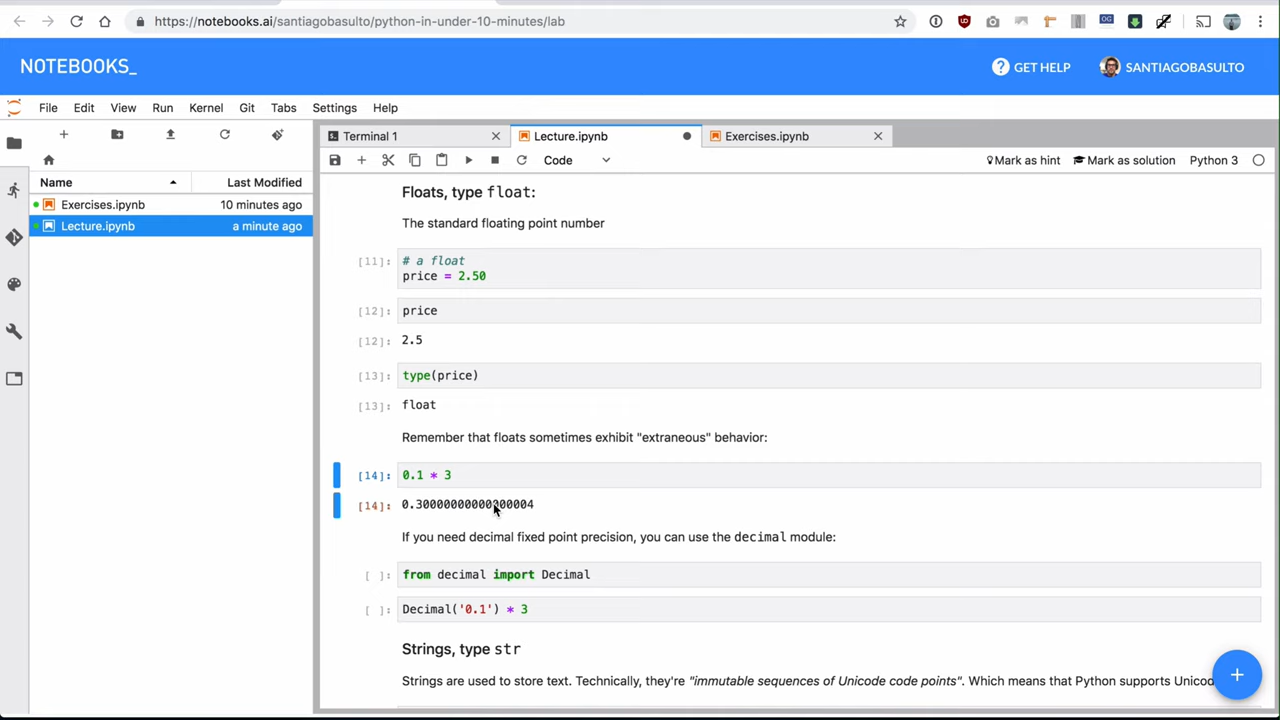 https://notebooks.ai/santiagobasulto/python-in-under-10-minutes/lab
NOTEBOOKS_
? GET HELP
SANTIAGOBASULTO
File Edit View Run Kernel Git Tabs Settings Help
Terminal 1
Lecture.ipynb
Exercises.ipynb
Code
Mark as hint
Mark as solution
Python 3
Name Last Modified
Exercises.ipynb 10 minutes ago
Lecture.ipynb a minute ago
Floats, type float:
The standard floating point number
[11]: # a float
price = 2.50
[12]: price
[12]: 2.5
[13]: type(price)
[13]: float
Remember that floats sometimes exhibit "extraneous" behavior:
[14]: 0.1 * 3
[14]: 0.30000000000000004
If you need decimal fixed point precision, you can use the decimal module:
[ ]: from decimal import Decimal
[ ]: Decimal('0.1') * 3
Strings, type str
Strings are used to store text. Technically, they're "immutable sequences of Unicode code points". Which means that Python supports Unicod